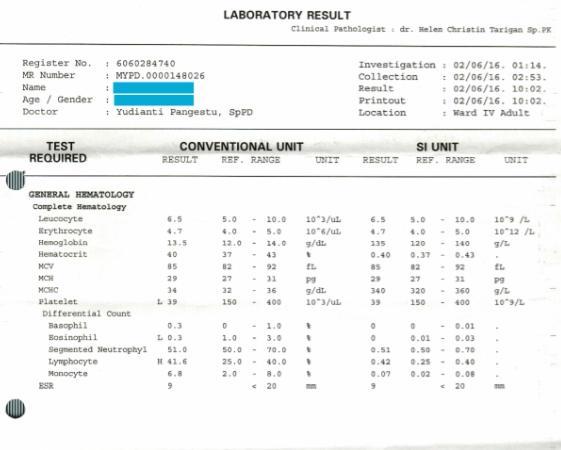 LABORATORY RESULT
Clinical Pathologist : dr. Helen Christin Tarigan Sp.PK
Register No. : 6060284740 Investigation : 02/06/16. 01:14.
MR Number : MYPD.0000148026 Collection : 02/06/16. 02:53.
Name : Result : 02/06/16. 10:02.
Age / Gender : Printout : 02/06/16. 10:02.
Doctor : Yudianti Pangestu, SpPD Location : Ward IV Adult
TEST REQUIRED CONVENTIONAL UNIT SI UNIT
RESULT REF. RANGE UNIT RESULT REF. RANGE UNIT
GENERAL HEMATOLOGY
Complete Hematology
Leucocyte 6.5 5.0 - 10.0 10^3/uL 6.5 5.0 - 10.0 10^9 /L
Erythrocyte 4.7 4.0 - 5.0 10^6/uL 4.7 4.0 - 5.0 10^12 /L
Hemoglobin 13.5 12.0 - 14.0 g/dL 135 120 - 140 g/L
Hematocrit 40 37 - 43 % 0.40 0.37 - 0.43 .
MCV 85 82 - 92 fL 85 82 - 92 fL
MCH 29 27 - 31 pg 29 27 - 31 pg
MCHC 34 32 - 36 g/dL 340 320 - 360 g/L
Platelet L 39 150 - 400 10^3/uL 39 150 - 400 10^9/L
Differential Count
Basophil 0.3 0 - 1.0 % 0 0 - 0.01 .
Eosinophil L 0.3 1.0 - 3.0 % 0 0.01 - 0.03 .
Segmented Neutrophyl 51.0 50.0 - 70.0 % 0.51 0.50 - 0.70 .
Lymphocyte H 41.6 25.0 - 40.0 % 0.42 0.25 - 0.40 .
Monocyte 6.8 2.0 - 8.0 % 0.07 0.02 - 0.08 .
ESR 9 < 20 mm 9 < 20 mm